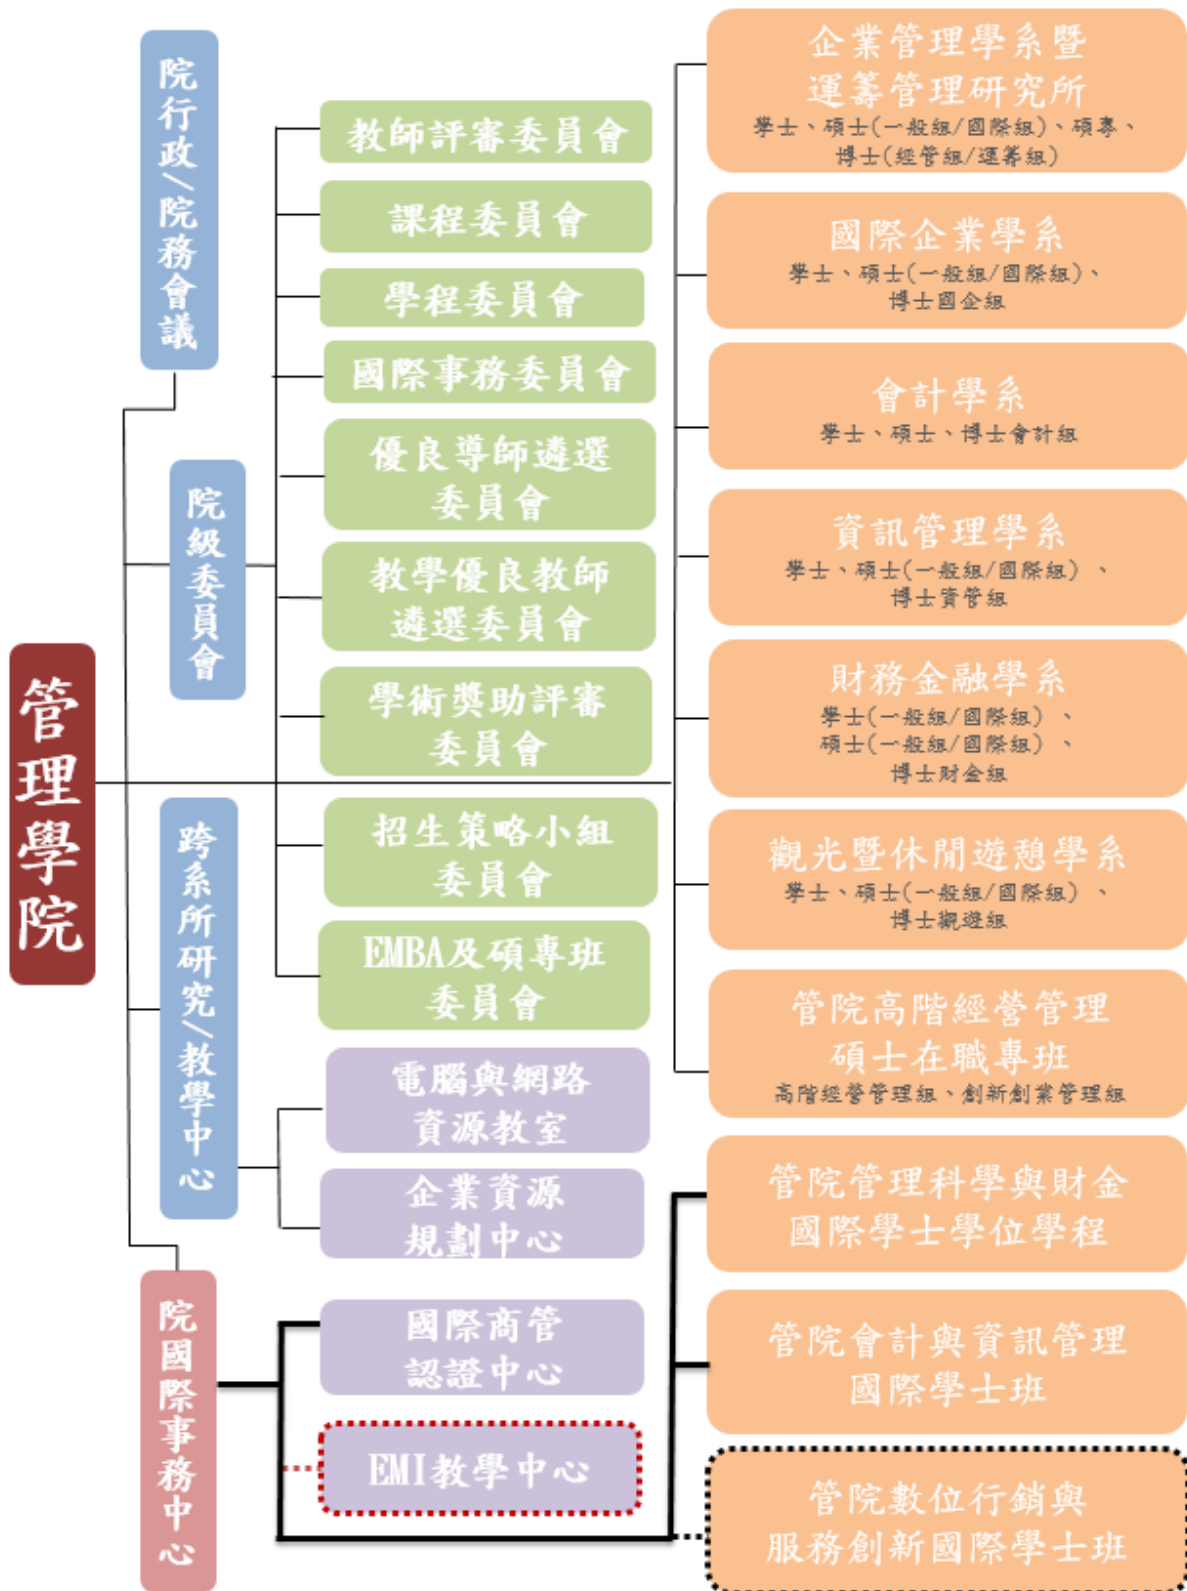 管理學院
院行政/院務會議
院級委員會
跨系所研究/教學中心
院國際事務中心
教師評審委員會
課程委員會
學程委員會
國際事務委員會
優良導師遴選
委員會
教學優良教師
遴選委員會
學術獎助評審
委員會
招生策略小組
委員會
EMBA及碩專班
委員會
電腦與網路
資源教室
企業資源
規劃中心
國際商管
認證中心
EMI教學中心
企業管理學系暨
運籌管理研究所
學士、碩士(一般組/國際組)、碩專、
博士(經管組/運籌組)
國際企業學系
學士、碩士(一般組/國際組)、
博士國企組
會計學系
學士、碩士、博士會計組
資訊管理學系
學士、碩士(一般組/國際組)、
博士資管組
財務金融學系
學士(一般組/國際組)、
碩士(一般組/國際組)、
博士財金組
觀光暨休閒遊憩學系
學士、碩士(一般組/國際組)、
博士觀遊組
管院高階經營管理
碩士在職專班
高階經營管理組、創新創業管理組
管院管理科學與財金
國際學士學位學程
管院會計與資訊管理
國際學士班
管院數位行銷與
服務創新國際學士班